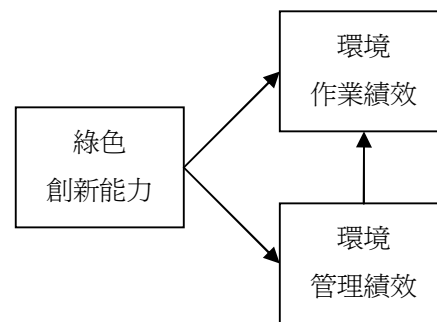 環境
作業績效
綠色
創新能力
環境
管理績效